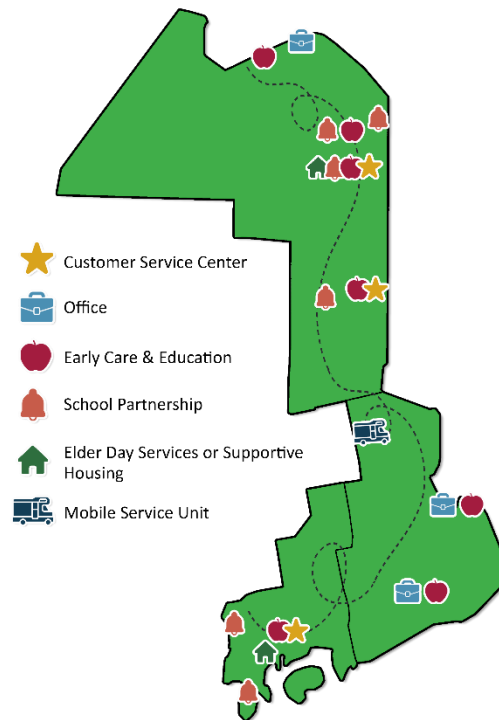 Customer Service Center
Office
Early Care & Education
School Partnership
Elder Day Services or Supportive
Housing
Mobile Service Unit